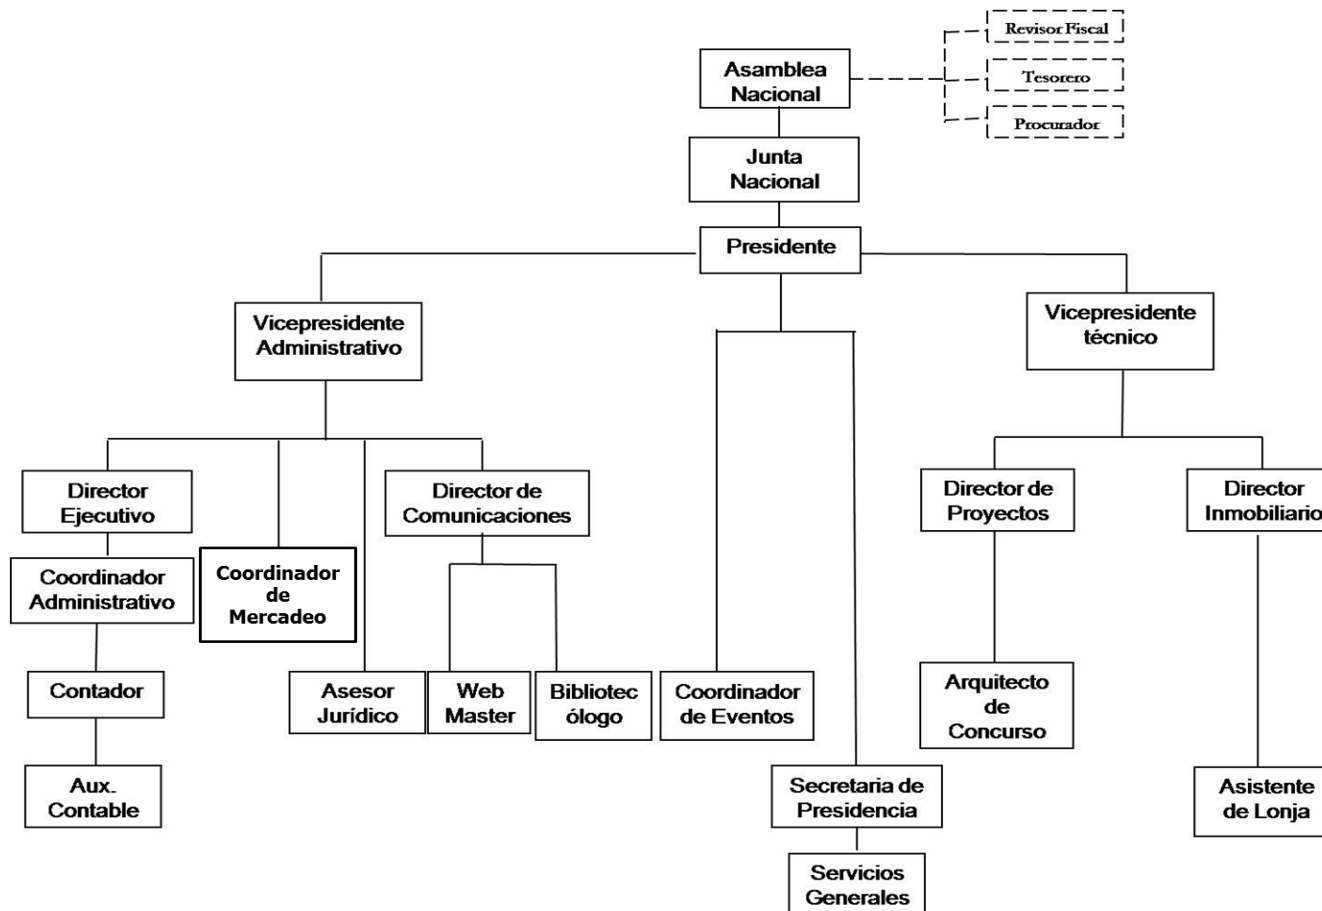 Revisor Fiscal
Asamblea
Nacional
Tesorero
Procurador
Junta
Nacional
Presidente
Vicepresidente
Administrativo
Vicepresidente
técnico
Director
Ejecutivo
Director de
Comunicaciones
Director de
Proyectos
Director
Inmobiliario
Coordinador
Administrativo
Coordinador
de
Mercadeo
Contador
Asesor
Jurídico
Web
Master
Bibliotec
ólogo
Coordinador
de Eventos
Arquitecto
de
Concurso
Aux.
Contable
Secretaria de
Presidencia
Asistente
de Lonja
Servicios
Generales